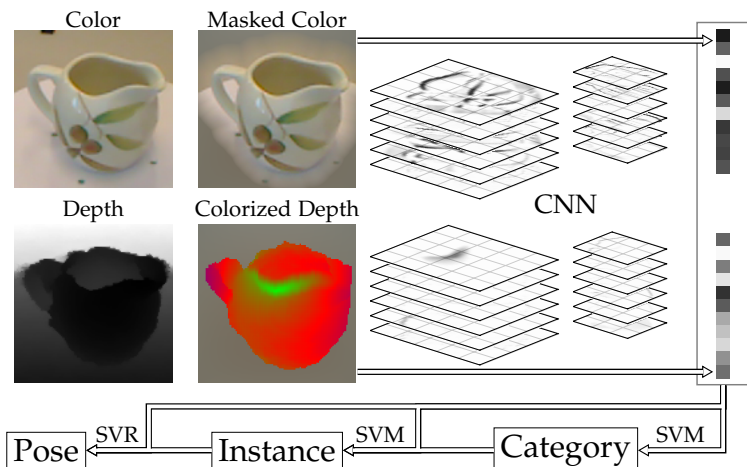 Color
Masked Color
CNN
Depth
Colorized Depth
SVR
SVM
SVM
Pose
Instance
Category